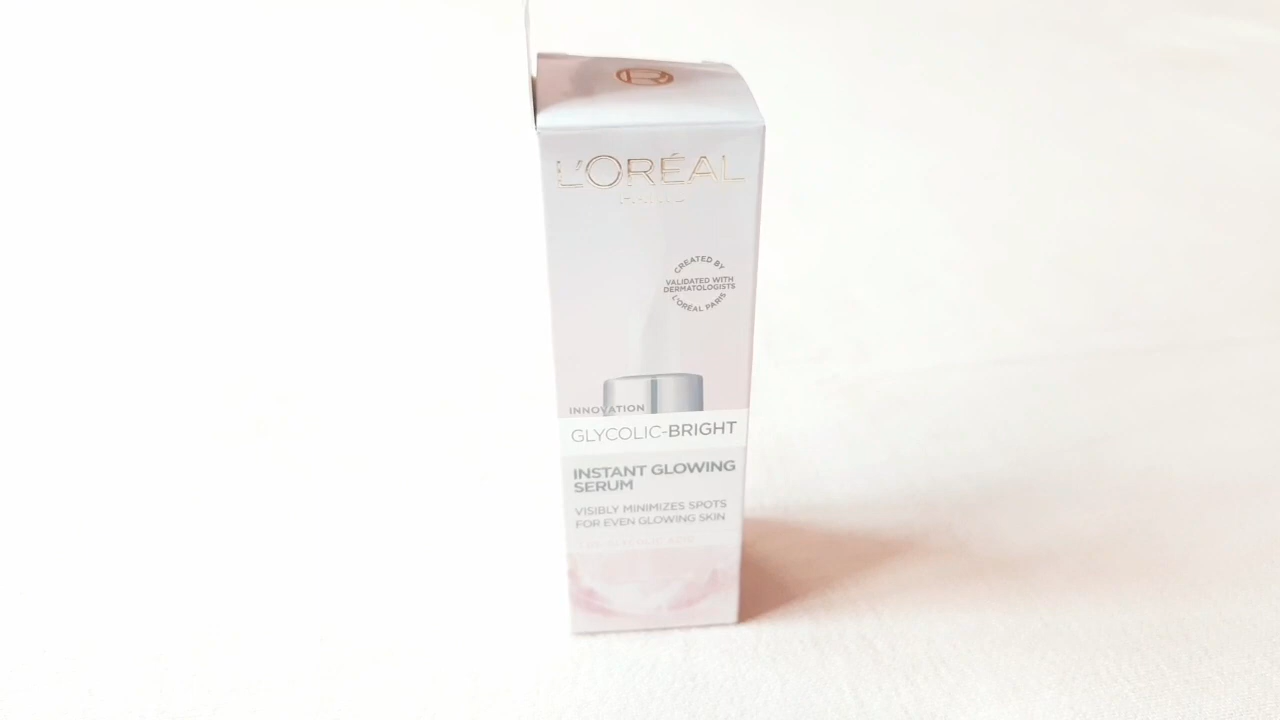 L'ORÉAL
CREATED BY
VALIDATED WITH
DERMATOLOGISTS
L'ORÉAL PARIS
INNOVATION
GLYCOLIC-BRIGHT
INSTANT GLOWING
SERUM
VISIBLY MINIMIZES SPOTS
FOR EVEN GLOWING SKIN